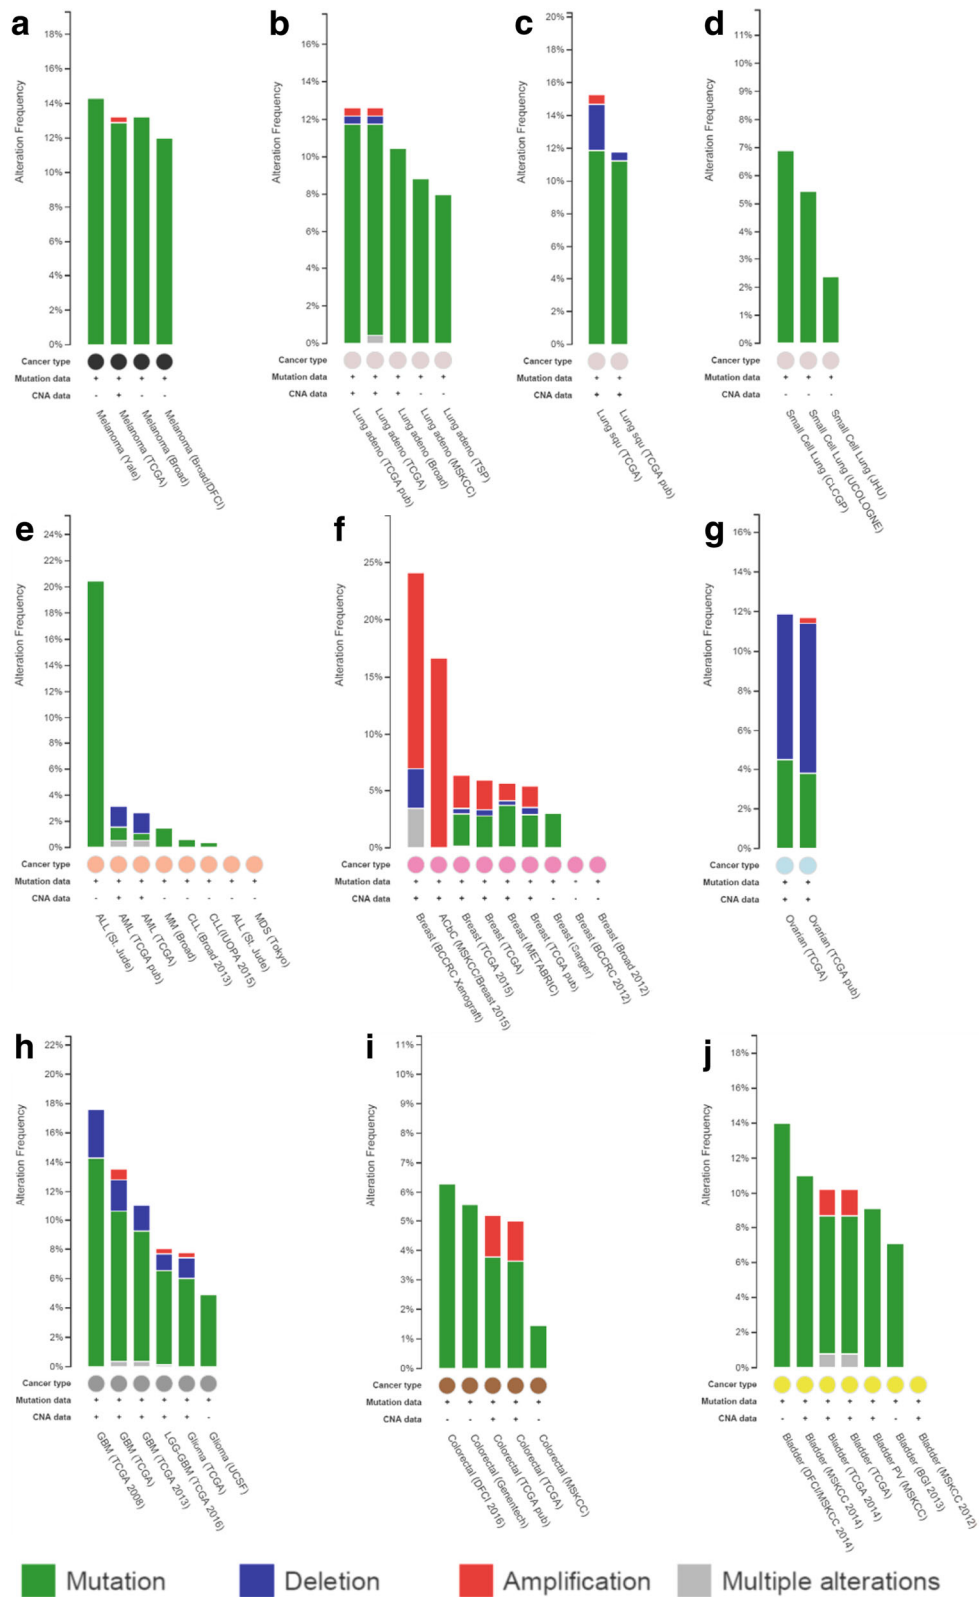 a
Alteration Frequency
18%
16%
14%
12%
10%
8%
6%
4%
2%
0%
Cancer type
Mutation data + + + +
CNA data - + - -
Melanoma (Yale)
Melanoma (TCGA)
Melanoma (Broad)
Melanoma (Broad/DFCI)
b
Alteration Frequency
16%
14%
12%
10%
8%
6%
4%
2%
0%
Cancer type
Mutation data + + + + +
CNA data + + + - -
Lung adeno (TCGA pub)
Lung adeno (TCGA)
Lung adeno (Broad)
Lung adeno (MSKCC)
Lung adeno (TSP)
c
Alteration Frequency
20%
18%
16%
14%
12%
10%
8%
6%
4%
2%
0%
Cancer type
Mutation data + +
CNA data + +
Lung squ (TCGA)
Lung squ (TCGA pub)
d
Alteration Frequency
11%
10%
9%
8%
7%
6%
5%
4%
3%
2%
1%
0%
Cancer type
Mutation data + + +
CNA data - - -
Small Cell Lung (CLCGP)
Small Cell Lung (UCOLOGNE)
Small Cell Lung (JHU)
e
Alteration Frequency
24%
22%
20%
18%
16%
14%
12%
10%
8%
6%
4%
2%
0%
Cancer type
Mutation data + + + + + + + +
CNA data - + + - - - - -
ALL (St. Jude)
AML (TCGA pub)
AML (TCGA)
MM (Broad)
CLL (Broad 2013)
CLL(IUOPA 2015)
ALL (St. Jude)
MDS (Tokyo)
f
Alteration Frequency
25%
20%
15%
10%
5%
0%
Cancer type
Mutation data + + + + + + + - +
CNA data + + + + + + - - -
Breast (BCCRC Xenograft)
ACbC (MSKCC/Breast 2015)
Breast (TCGA 2015)
Breast (TCGA)
Breast (METABRIC)
Breast (TCGA pub)
Breast (Sanger)
Breast (BCCRC 2012)
Breast (Broad 2012)
g
Alteration Frequency
16%
14%
12%
10%
8%
6%
4%
2%
0%
Cancer type
Mutation data + +
CNA data + +
Ovarian (TCGA)
Ovarian (TCGA pub)
h
Alteration Frequency
22%
20%
18%
16%
14%
12%
10%
8%
6%
4%
2%
0%
Cancer type
Mutation data + + + + + +
CNA data + + + + + -
GBM (TCGA 2008)
GBM (TCGA)
GBM (TCGA 2013)
LGG-GBM (TCGA 2016)
Glioma (TCGA)
Glioma (UCSF)
i
Alteration Frequency
11%
10%
9%
8%
7%
6%
5%
4%
3%
2%
1%
0%
Cancer type
Mutation data + + + + +
CNA data - - + + -
Colorectal (DFCI 2016)
Colorectal (Genentech)
Colorectal (TCGA pub)
Colorectal (TCGA)
Colorectal (MSKCC)
j
Alteration Frequency
18%
16%
14%
12%
10%
8%
6%
4%
2%
0%
Cancer type
Mutation data + + + + + + +
CNA data - + + + + - +
Bladder (DFCI/MSKCC 2014)
Bladder (MSKCC 2014)
Bladder (TCGA 2014)
Bladder (TCGA)
Bladder PV (MSKCC)
Bladder (BGI 2013)
Bladder (MSKCC 2012)
Mutation
Deletion
Amplification
Multiple alterations